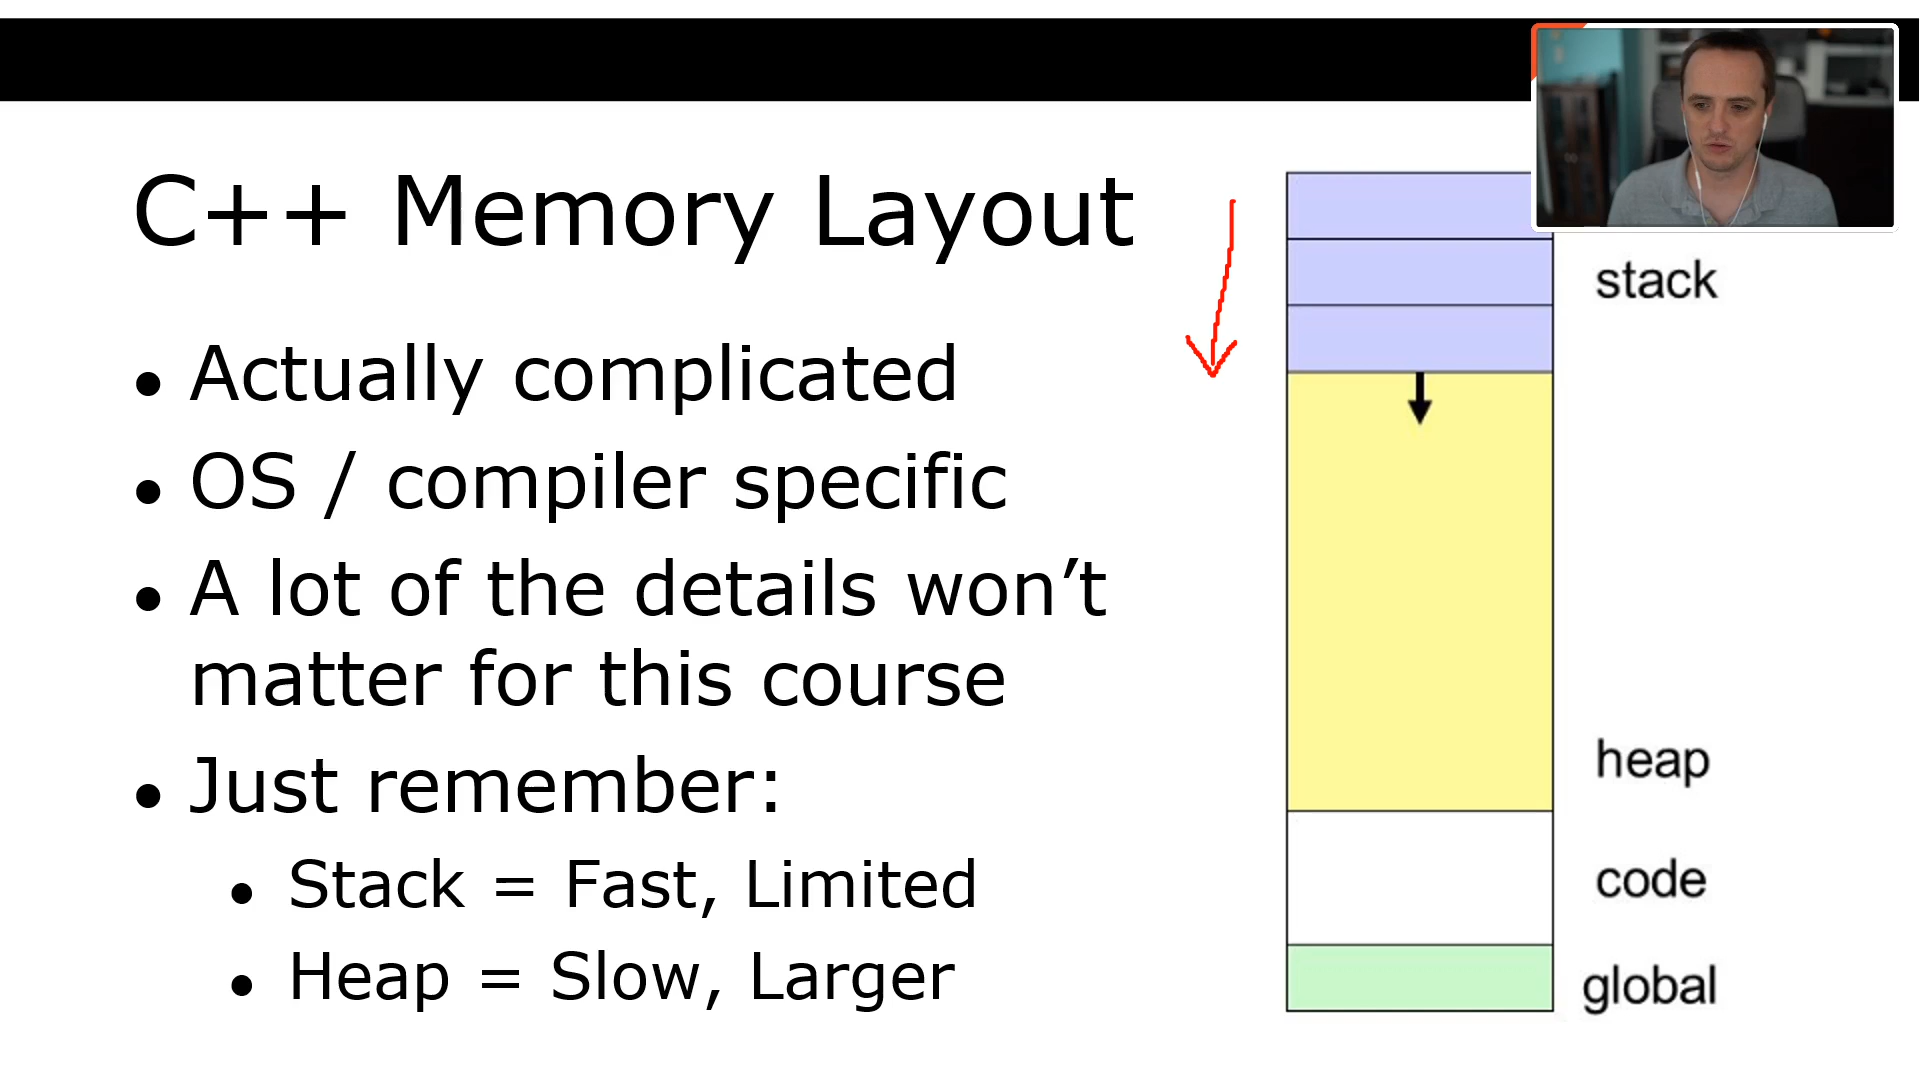 C++ Memory Layout
• Actually complicated
• OS / compiler specific
• A lot of the details won’t
matter for this course
• Just remember:
• Stack = Fast, Limited
• Heap = Slow, Larger
stack
heap
code
global